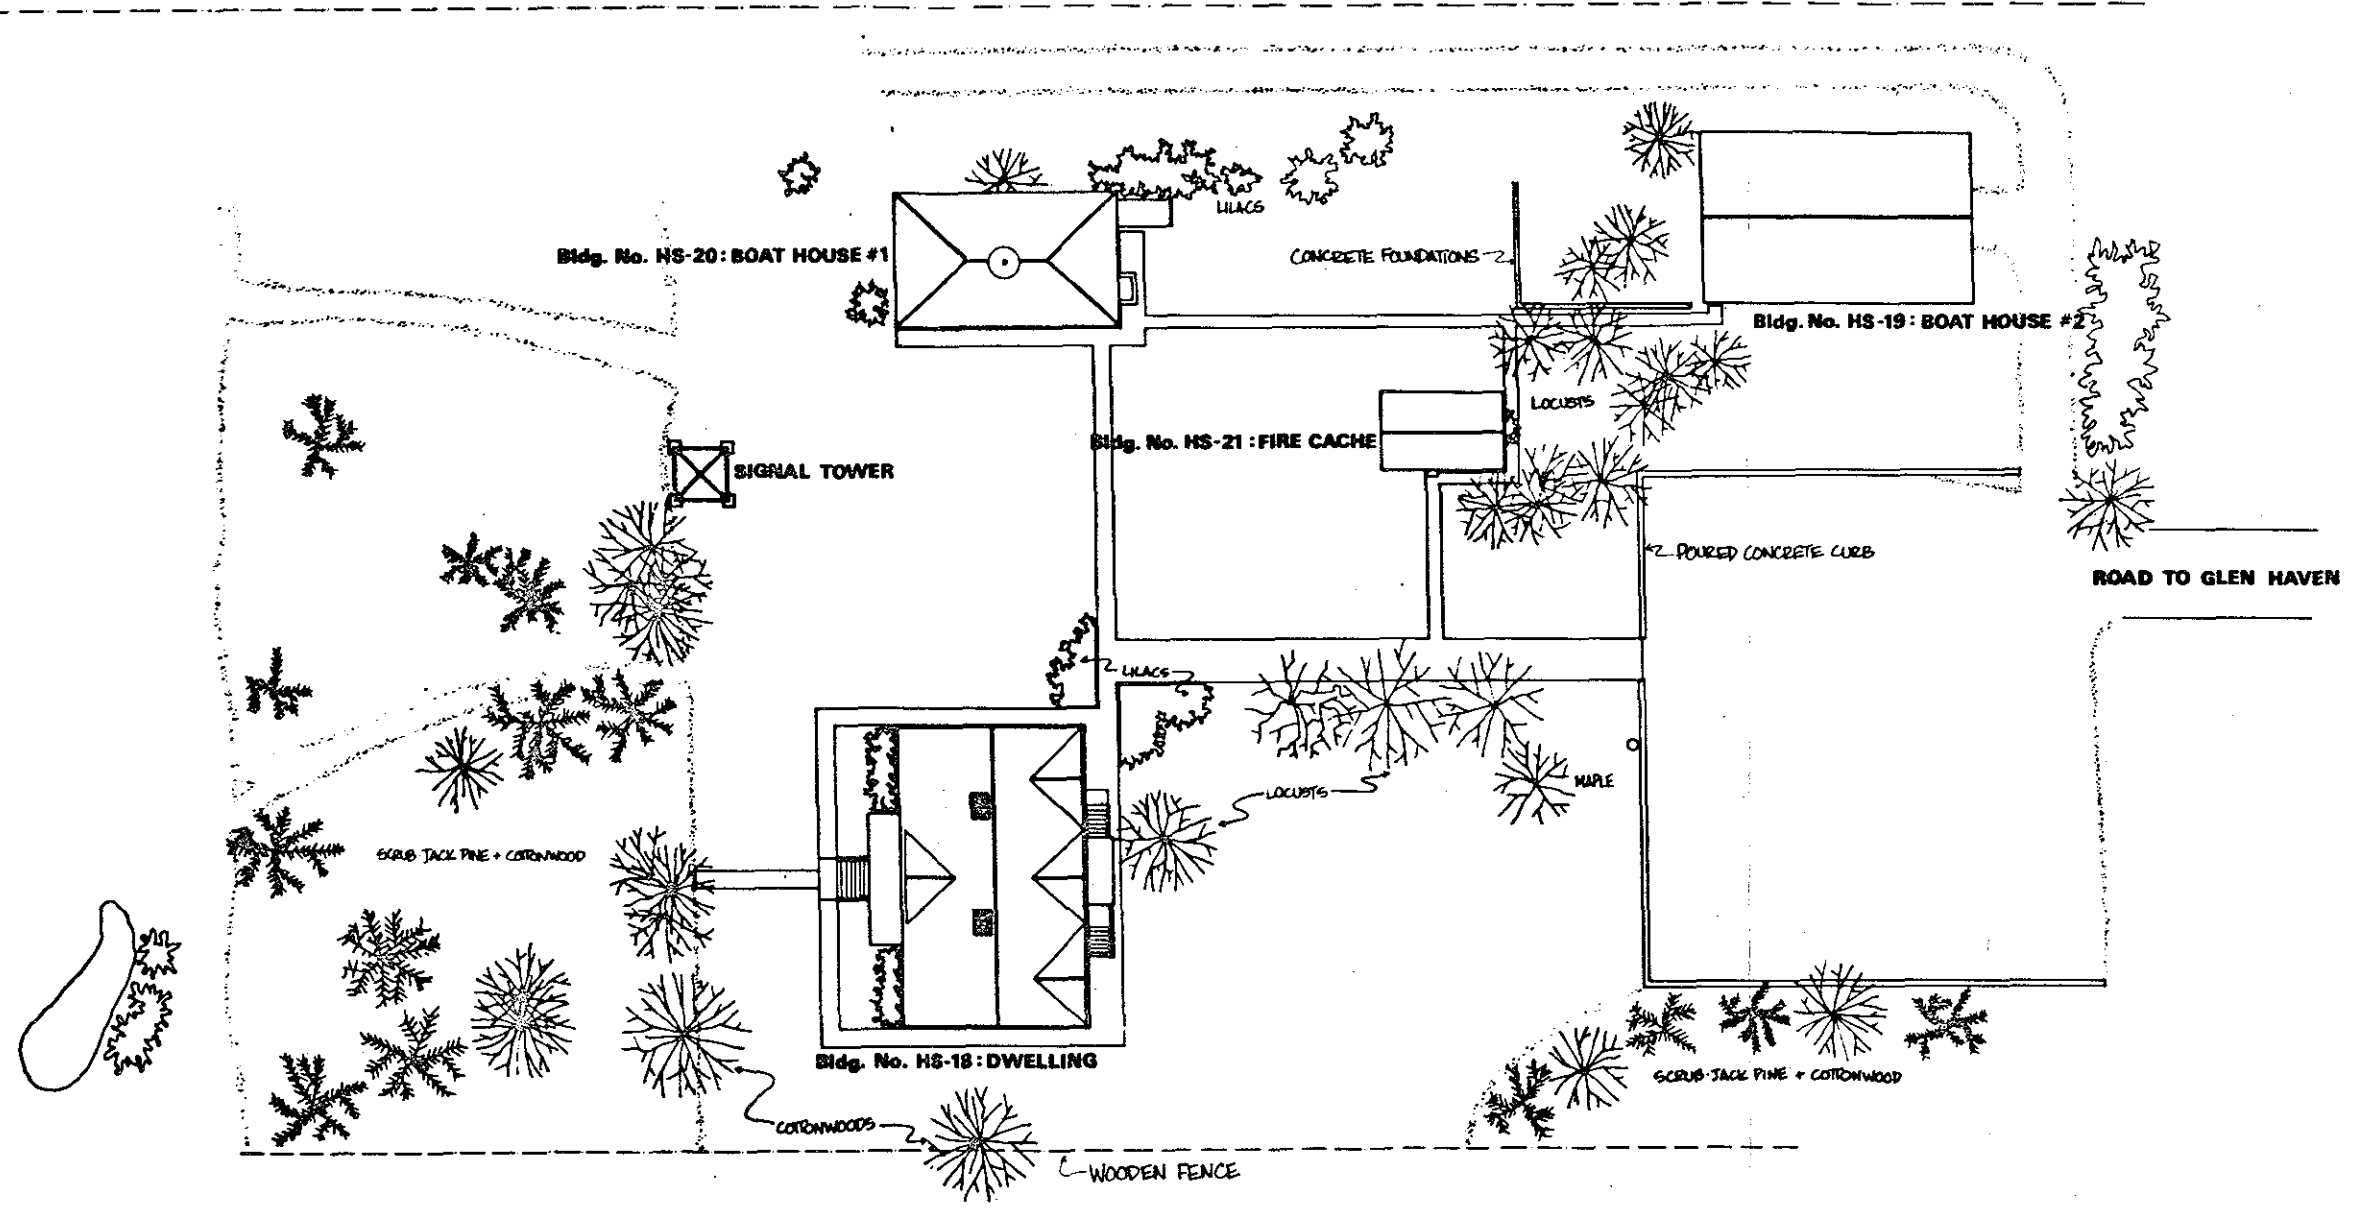 LILACS
Bldg. No. HS-20: BOAT HOUSE #1
CONCRETE FOUNDATIONS
Bldg. No. HS-19: BOAT HOUSE #2
LOCUSTS
Bldg. No. HS-21: FIRE CACHE
SIGNAL TOWER
POURED CONCRETE CURB
ROAD TO GLEN HAVEN
LILACS
LOCUSTS
MAPLE
SCRUB JACK PINE + COTTONWOOD
Bldg. No. HS-18: DWELLING
SCRUB-JACK PINE + COTTONWOOD
COTTONWOODS
WOODEN FENCE